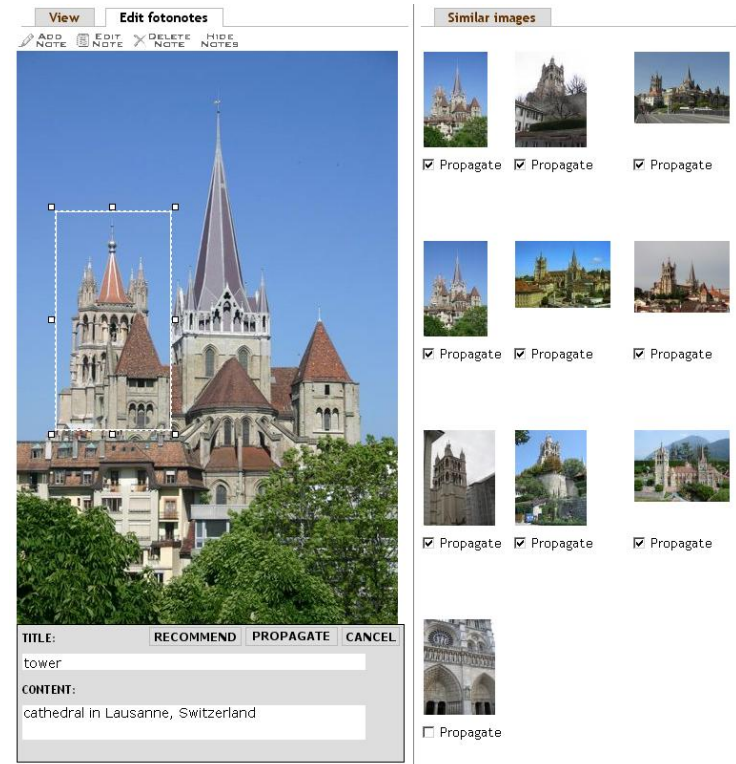 View Edit fotonotes
ADD NOTE EDIT NOTE DELETE NOTE HIDE NOTES
TITLE: RECOMMEND PROPAGATE CANCEL
tower
CONTENT:
cathedral in Lausanne, Switzerland
Similar images
Propagate Propagate Propagate
Propagate Propagate Propagate
Propagate Propagate Propagate
Propagate